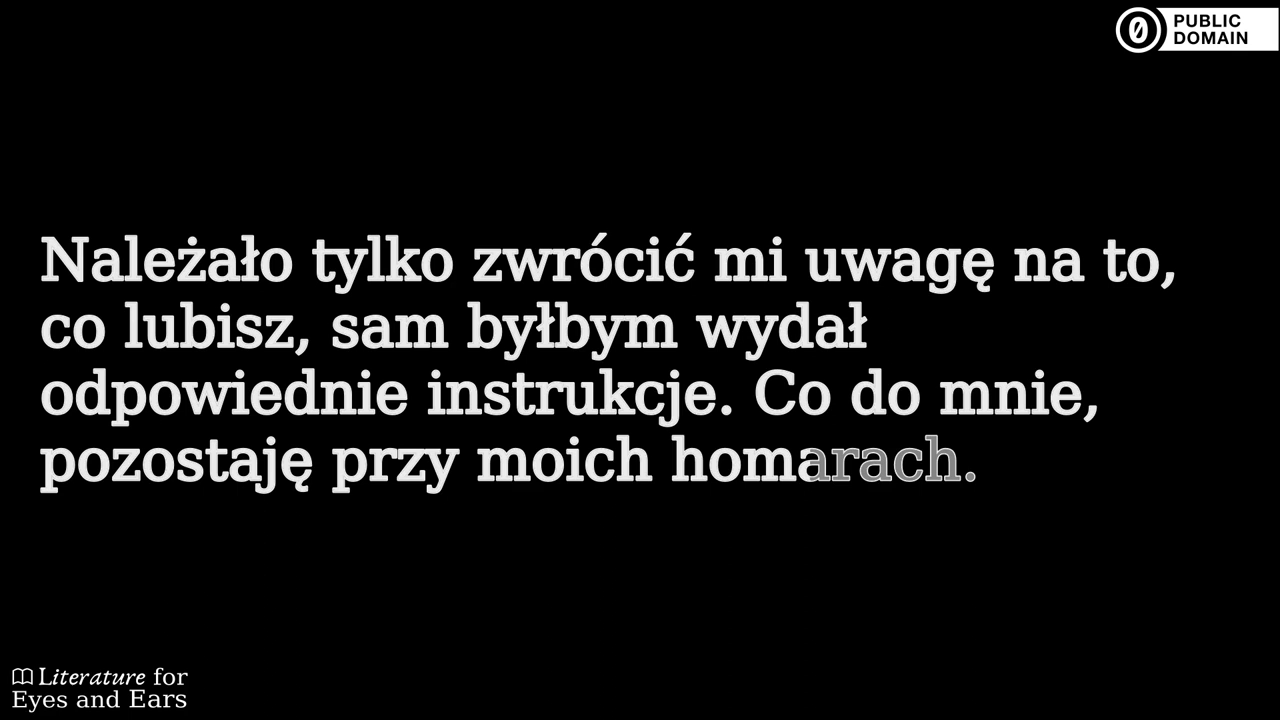 PUBLIC
DOMAIN
Należało tylko zwrócić mi uwagę na to,
co lubisz, sam byłbym wydał
odpowiednie instrukcje. Co do mnie,
pozostaję przy moich homarach.
Literature for
Eyes and Ears